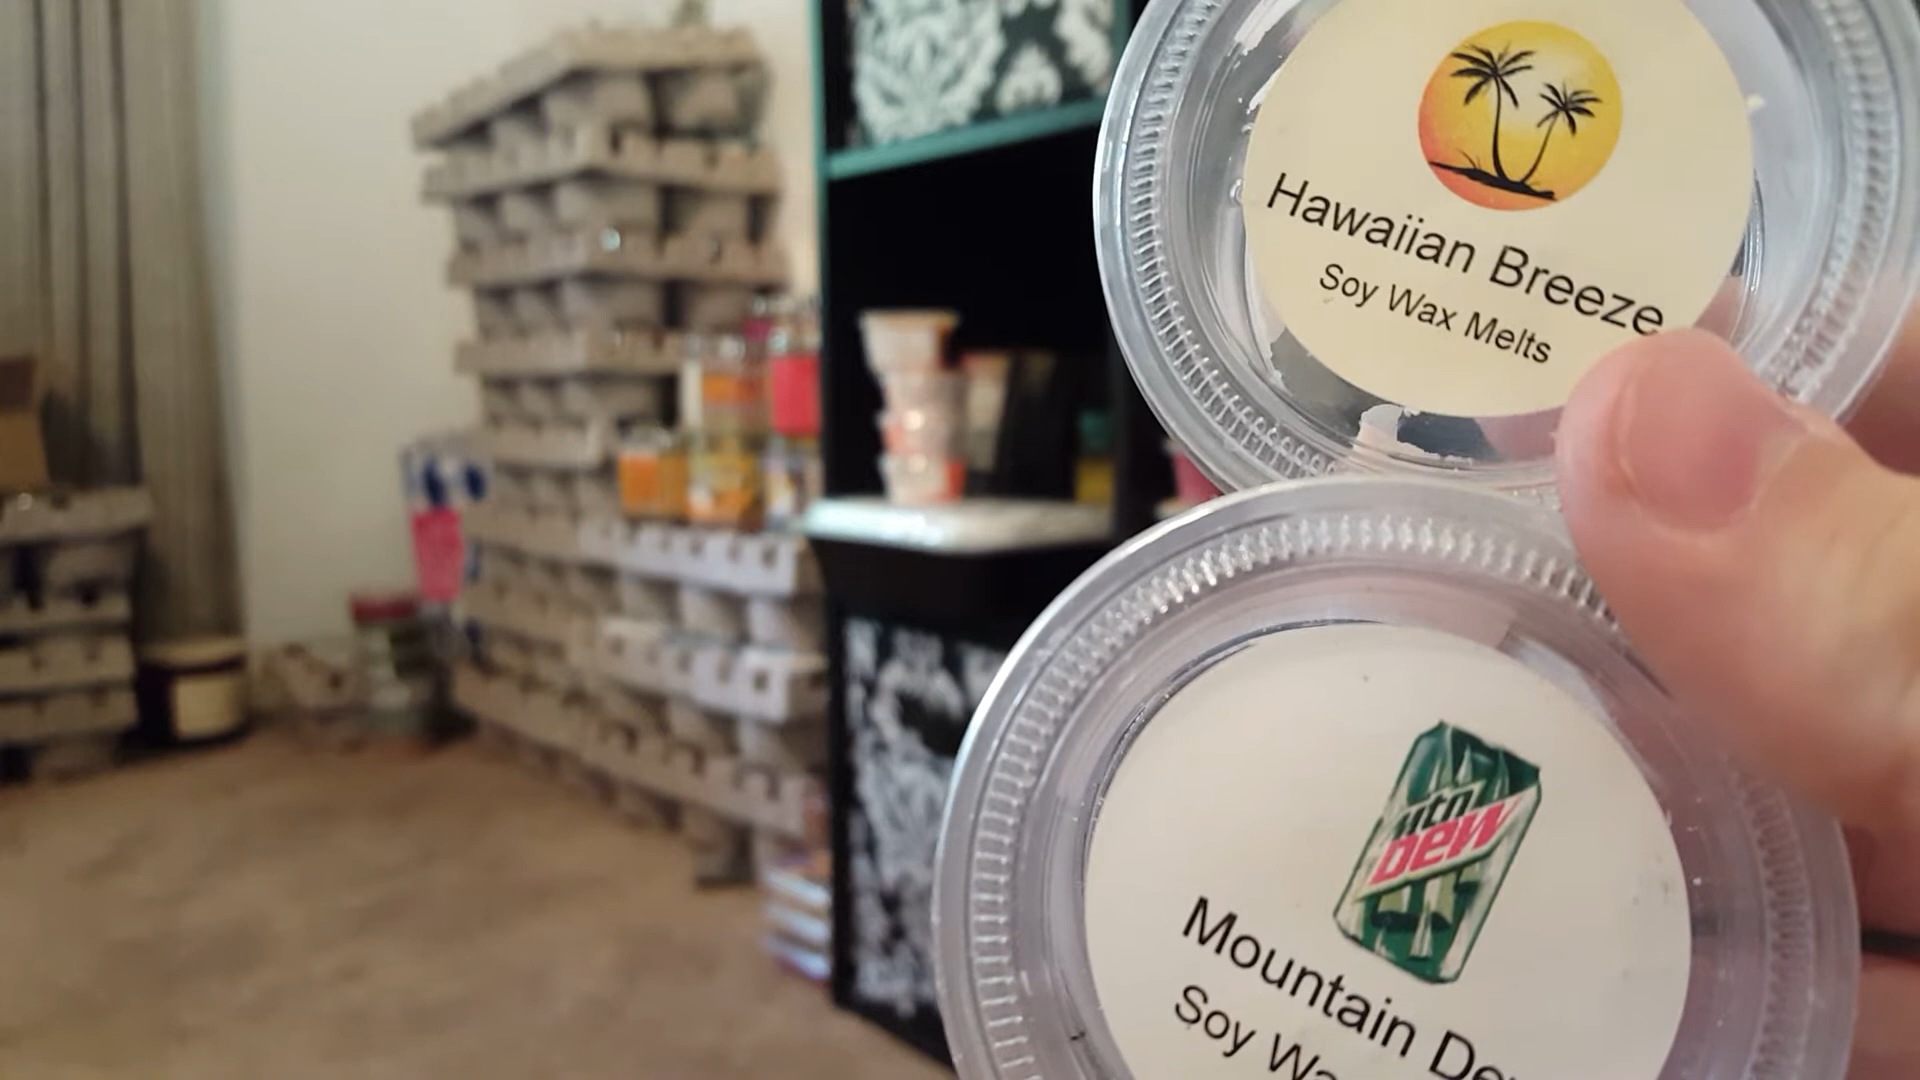 Hawaiian Breeze
Soy Wax Melts
mtn
DEW
Mountain De
Soy Wa